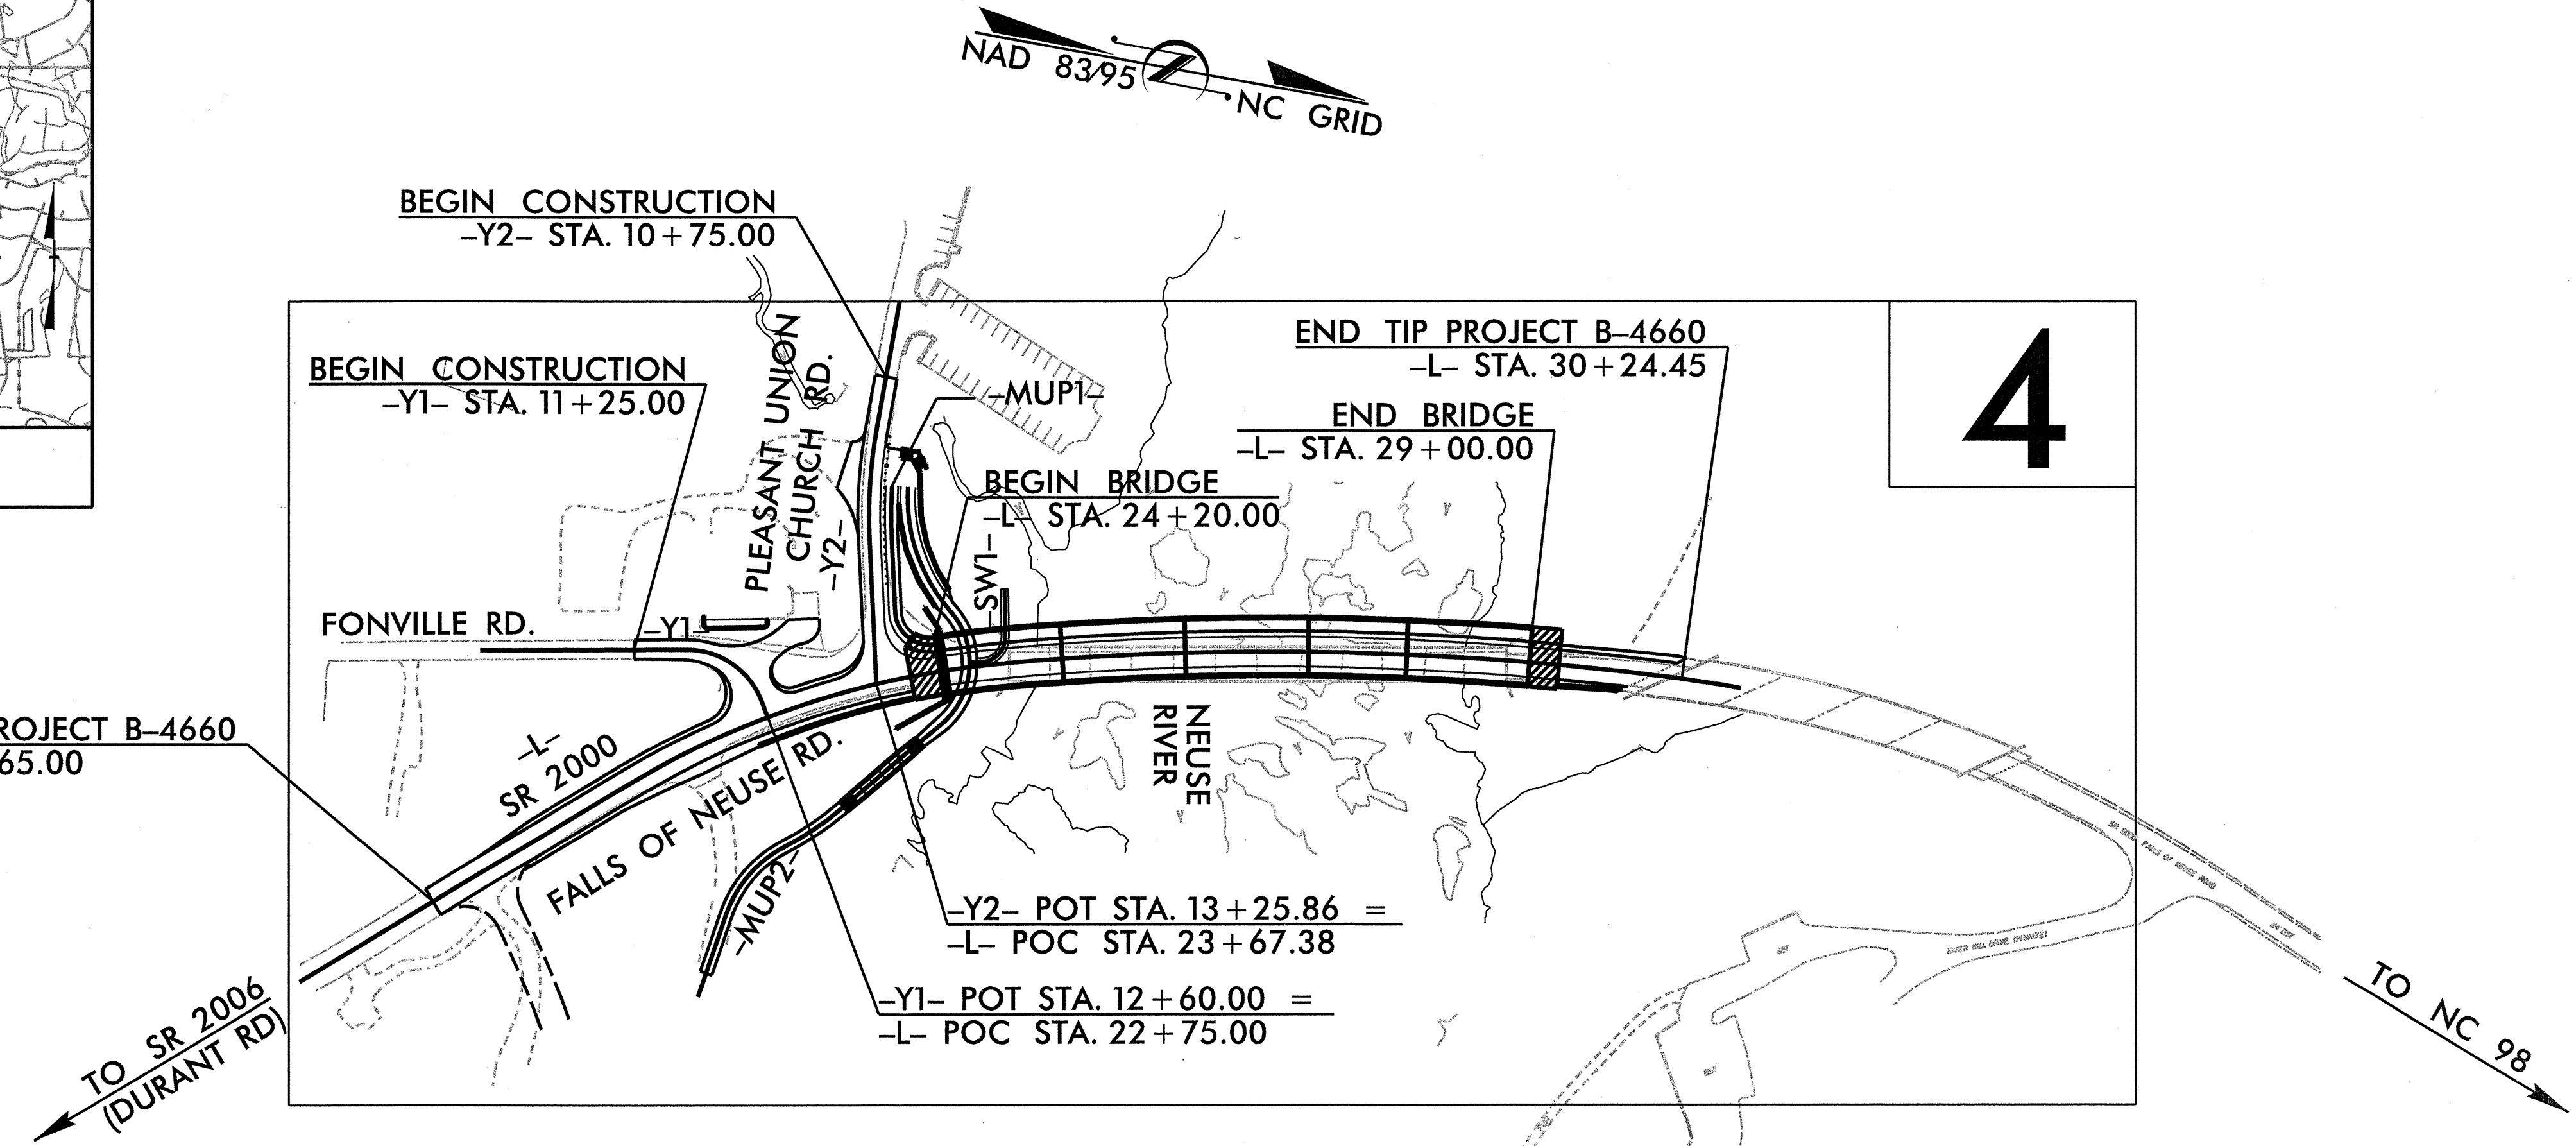 NAD 83/95
NC GRID
BEGIN CONSTRUCTION
–Y2– STA. 10+75.00
BEGIN CONSTRUCTION
–Y1– STA. 11+25.00
PLEASANT UNION
CHURCH RD.
–Y2–
–MUP1–
END TIP PROJECT B–4660
–L– STA. 30+24.45
END BRIDGE
–L– STA. 29+00.00
BEGIN BRIDGE
–L– STA. 24+20.00
4
–SW1–
FONVILLE RD.
–Y1–
ROJECT B–4660
65.00
–L–
SR 2000
FALLS OF NEUSE RD.
NEUSE
RIVER
–MUP2–
–Y2– POT STA. 13+25.86 =
–L– POC STA. 23+67.38
–Y1– POT STA. 12+60.00 =
–L– POC STA. 22+75.00
TO SR 2006
(DURANT RD)
FALLS OF NEUSE ROAD
TO NC 98